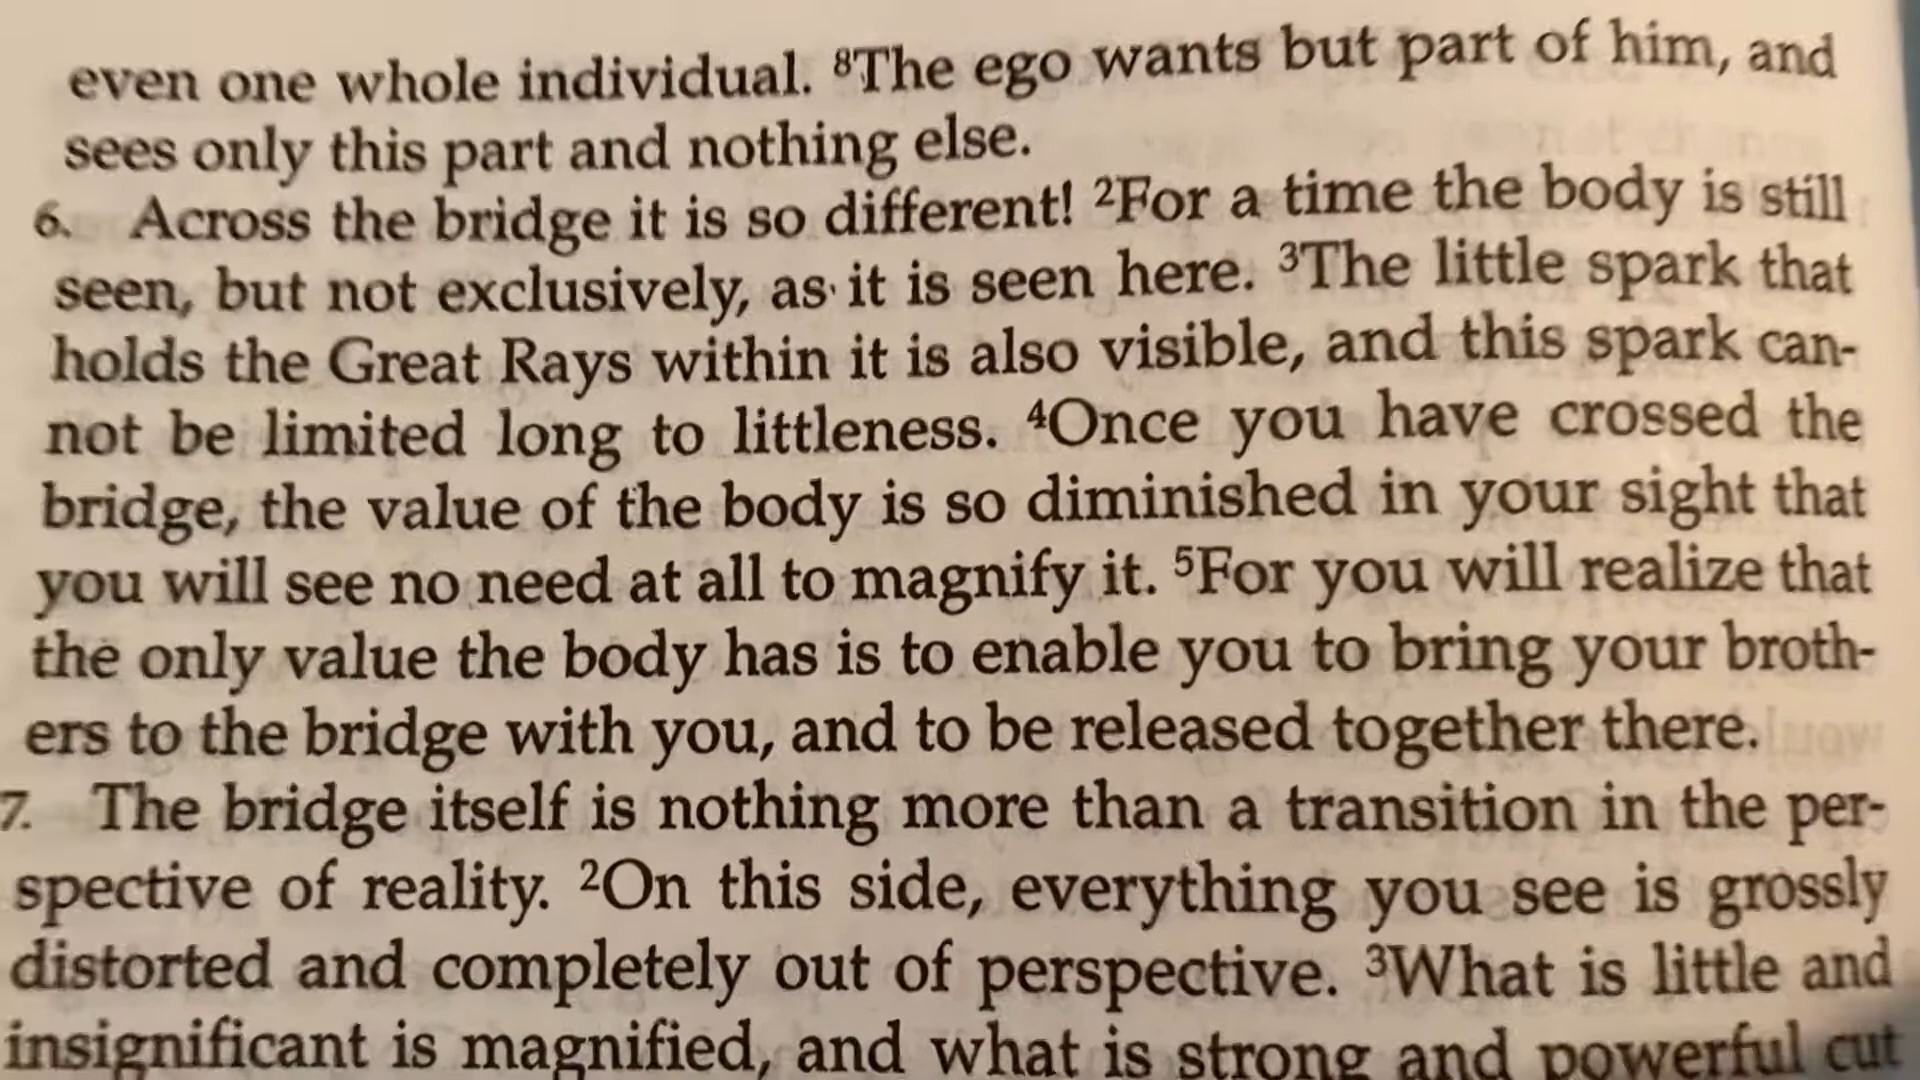 even one whole individual. ⁸The ego wants but part of him, and
sees only this part and nothing else.
6. Across the bridge it is so different! ²For a time the body is still
seen, but not exclusively, as it is seen here. ³The little spark that
holds the Great Rays within it is also visible, and this spark can-
not be limited long to littleness. ⁴Once you have crossed the
bridge, the value of the body is so diminished in your sight that
you will see no need at all to magnify it. ⁵For you will realize that
the only value the body has is to enable you to bring your broth-
ers to the bridge with you, and to be released together there.
7. The bridge itself is nothing more than a transition in the per-
spective of reality. ²On this side, everything you see is grossly
distorted and completely out of perspective. ³What is little and
insignificant is magnified, and what is strong and powerful cut